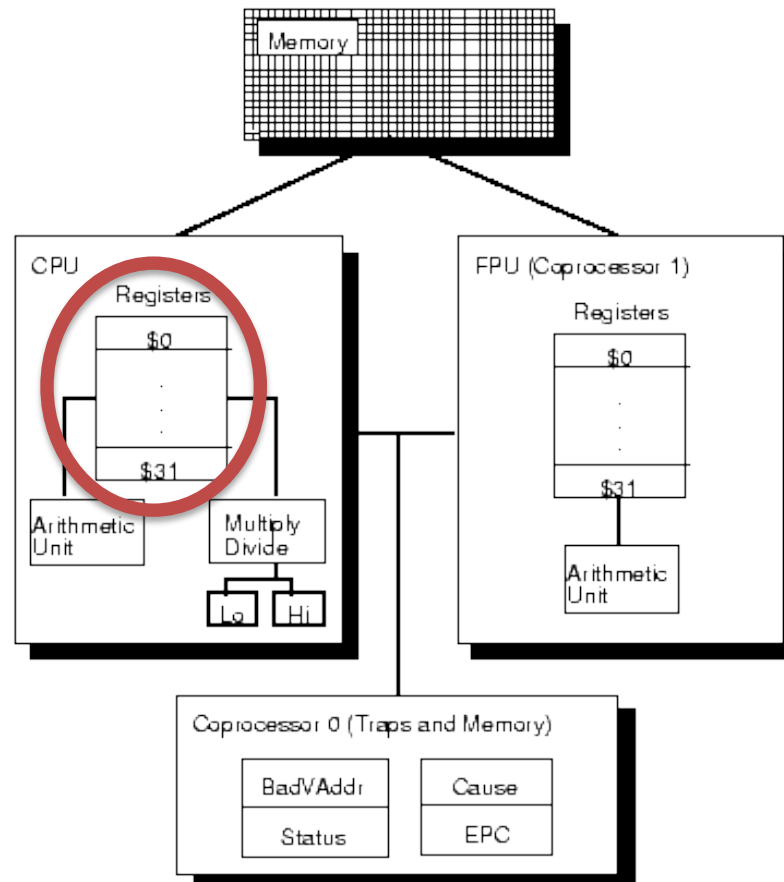 Memory
CPU
Registers
$0
.
.
.
$31
Arithmetic
Unit
Multiply
Divide
Lo
Hi
FPU (Coprocessor 1)
Registers
$0
.
.
.
$31
Arithmetic
Unit
Coprocessor 0 (Traps and Memory)
BadVAddr
Cause
Status
EPC